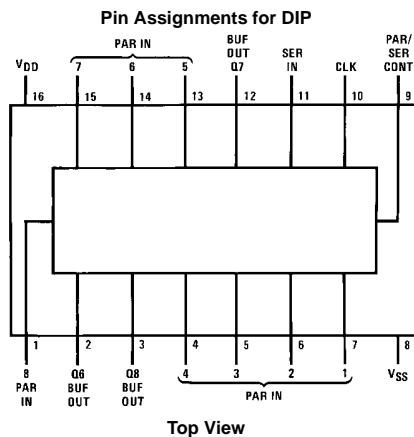 Pin Assignments for DIP
VDD
PAR IN
7 6 5
BUF
OUT
Q7
SER
IN
CLK
PAR/
SER
CONT
16 15 14 13 12 11 10 9
1 2 3 4 5 6 7 8
8
PAR
IN
Q6
BUF
OUT
Q8
BUF
OUT
4 3 2 1
PAR IN
VSS
Top View